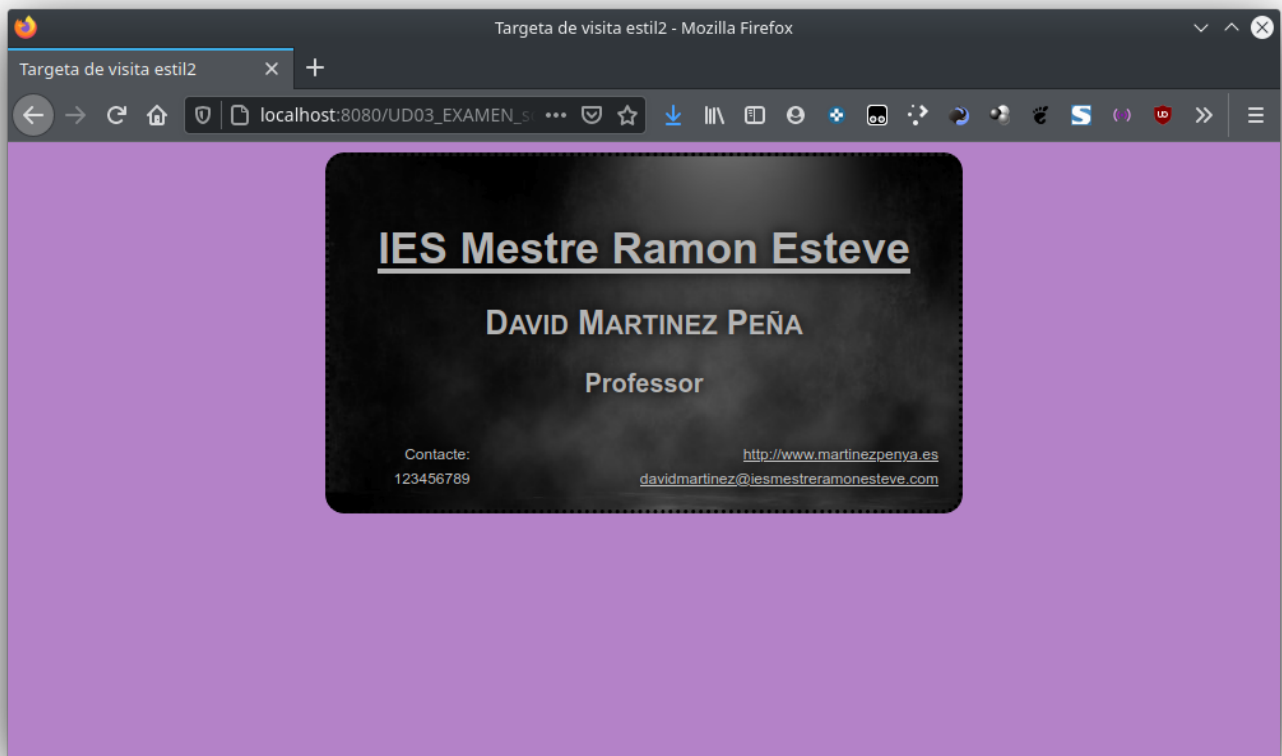 Targeta de visita estil2 - Mozilla Firefox
Targeta de visita estil2
localhost:8080/UD03_EXAMEN_s
IES Mestre Ramon Esteve
DAVID MARTINEZ PEÑA
Professor
Contacte:
http://www.martinezpenya.es
123456789
davidmartinez@iesmestreramonesteve.com